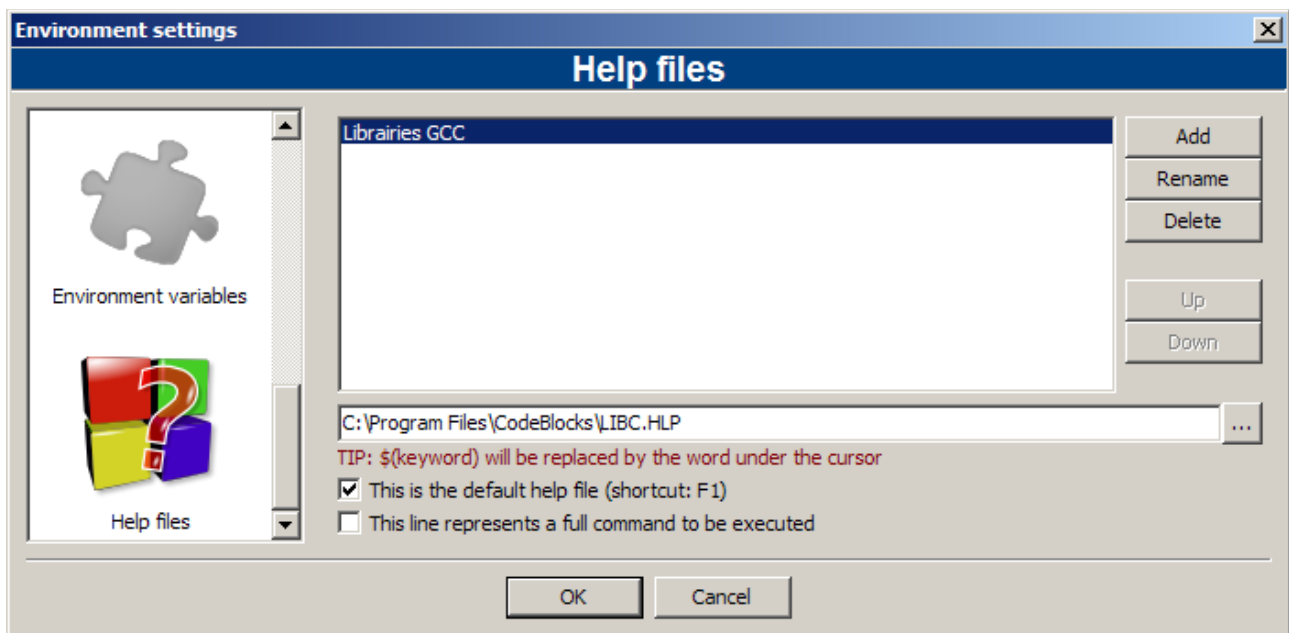 Environment settings
Help files
Environment variables
Help files
Librairies GCC
Add
Rename
Delete
Up
Down
C:\Program Files\CodeBlocks\LIBC.HLP
...
TIP: $(keyword) will be replaced by the word under the cursor
This is the default help file (shortcut: F1)
This line represents a full command to be executed
OK
Cancel